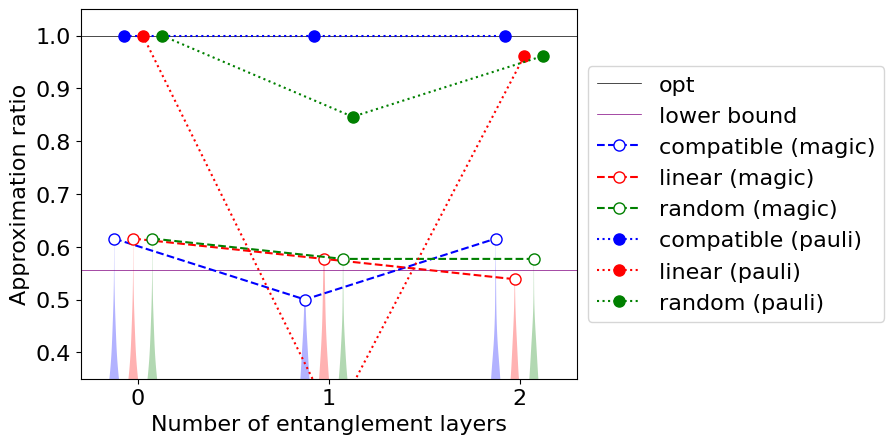 Approximation ratio
1.0
0.9
0.8
0.7
0.6
0.5
0.4
0
1
2
Number of entanglement layers
opt
lower bound
compatible (magic)
linear (magic)
random (magic)
compatible (pauli)
linear (pauli)
random (pauli)